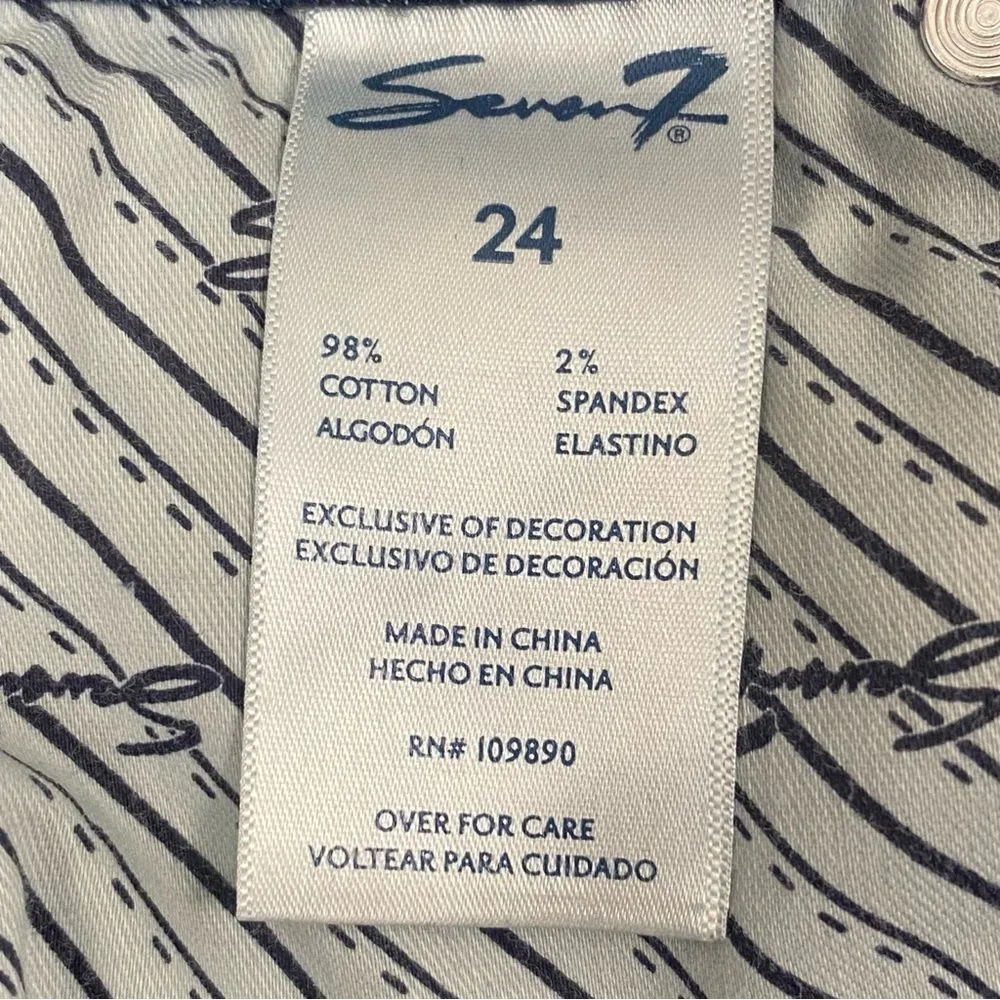 Seven7®
24
98%
COTTON
ALGODÓN
2%
SPANDEX
ELASTINO
EXCLUSIVE OF DECORATION
EXCLUSIVO DE DECORACIÓN
MADE IN CHINA
HECHO EN CHINA
RN# 109890
OVER FOR CARE
VOLTEAR PARA CUIDADO